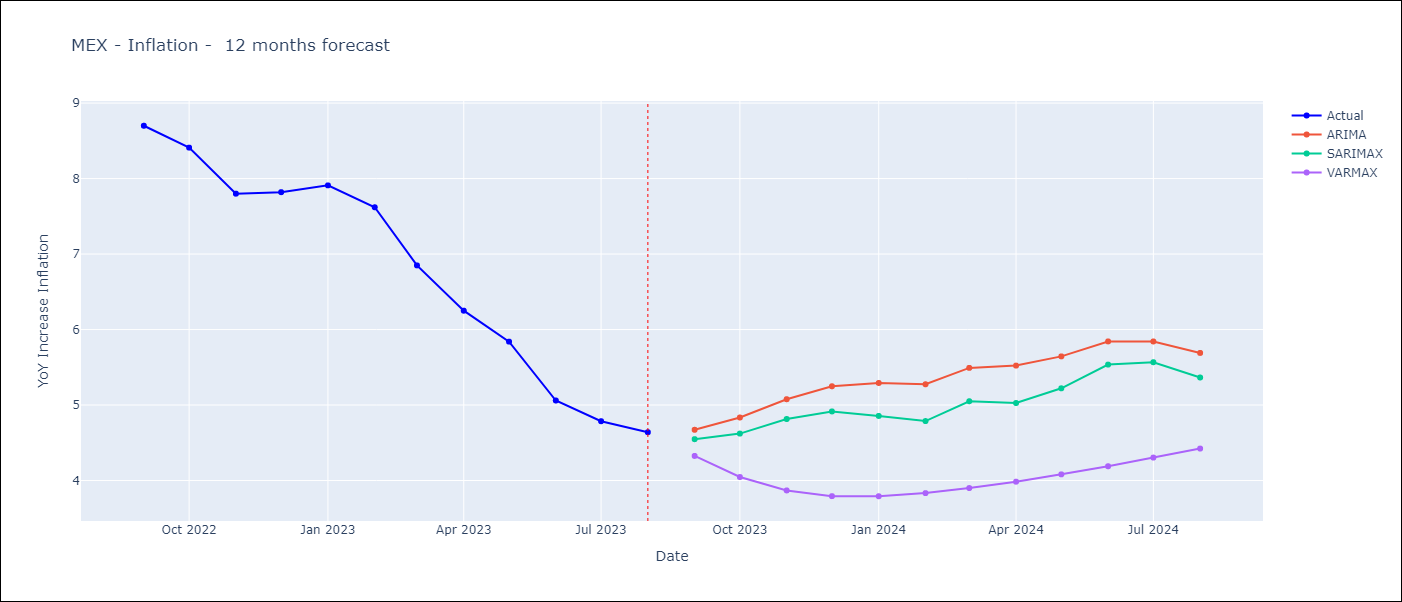 MEX - Inflation -  12 months forecast
9
8
7
6
5
4
YoY Increase Inflation
Oct 2022
Jan 2023
Apr 2023
Jul 2023
Oct 2023
Jan 2024
Apr 2024
Jul 2024
Date
Actual
ARIMA
SARIMAX
VARMAX